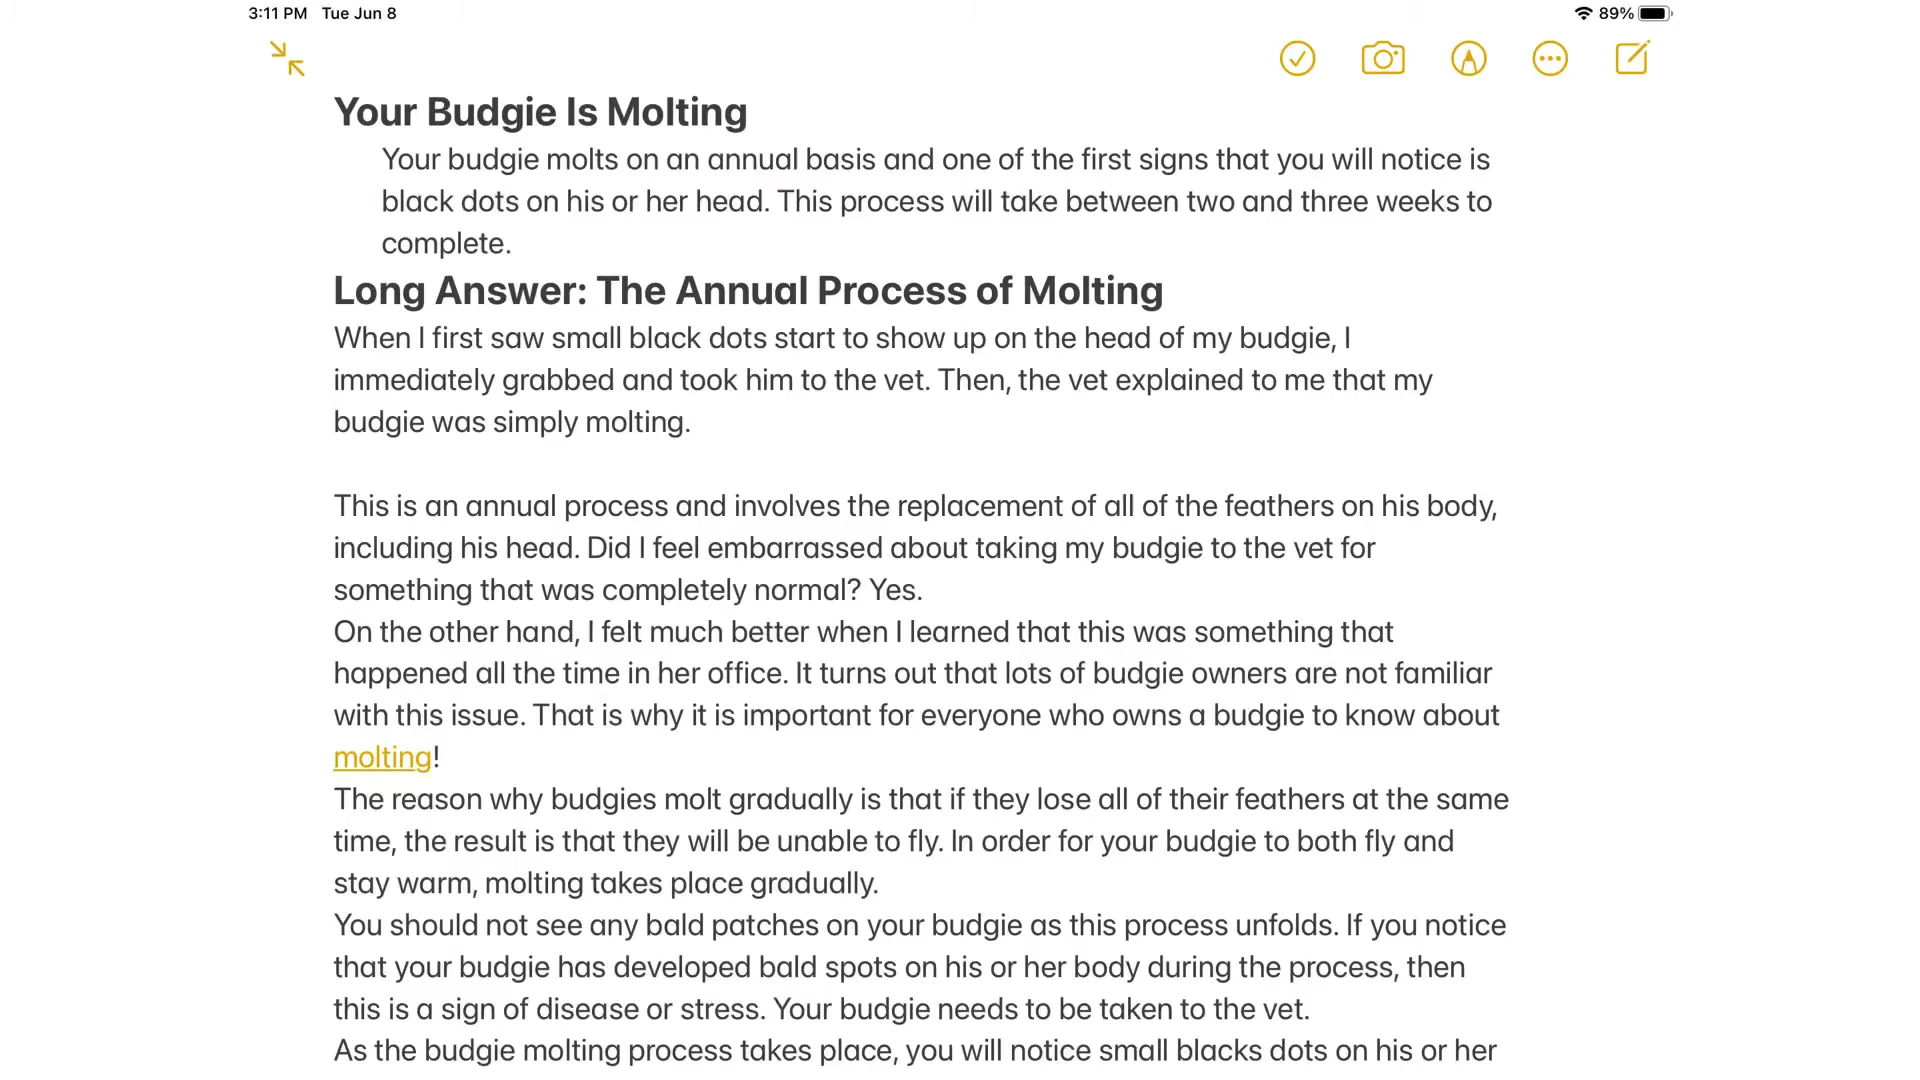 3:11 PM Tue Jun 8 89%
Your Budgie Is Molting
Your budgie molts on an annual basis and one of the first signs that you will notice is
black dots on his or her head. This process will take between two and three weeks to
complete.
Long Answer: The Annual Process of Molting
When I first saw small black dots start to show up on the head of my budgie, I
immediately grabbed and took him to the vet. Then, the vet explained to me that my
budgie was simply molting.
This is an annual process and involves the replacement of all of the feathers on his body,
including his head. Did I feel embarrassed about taking my budgie to the vet for
something that was completely normal? Yes.
On the other hand, I felt much better when I learned that this was something that
happened all the time in her office. It turns out that lots of budgie owners are not familiar
with this issue. That is why it is important for everyone who owns a budgie to know about
molting!
The reason why budgies molt gradually is that if they lose all of their feathers at the same
time, the result is that they will be unable to fly. In order for your budgie to both fly and
stay warm, molting takes place gradually.
You should not see any bald patches on your budgie as this process unfolds. If you notice
that your budgie has developed bald spots on his or her body during the process, then
this is a sign of disease or stress. Your budgie needs to be taken to the vet.
As the budgie molting process takes place, you will notice small blacks dots on his or her